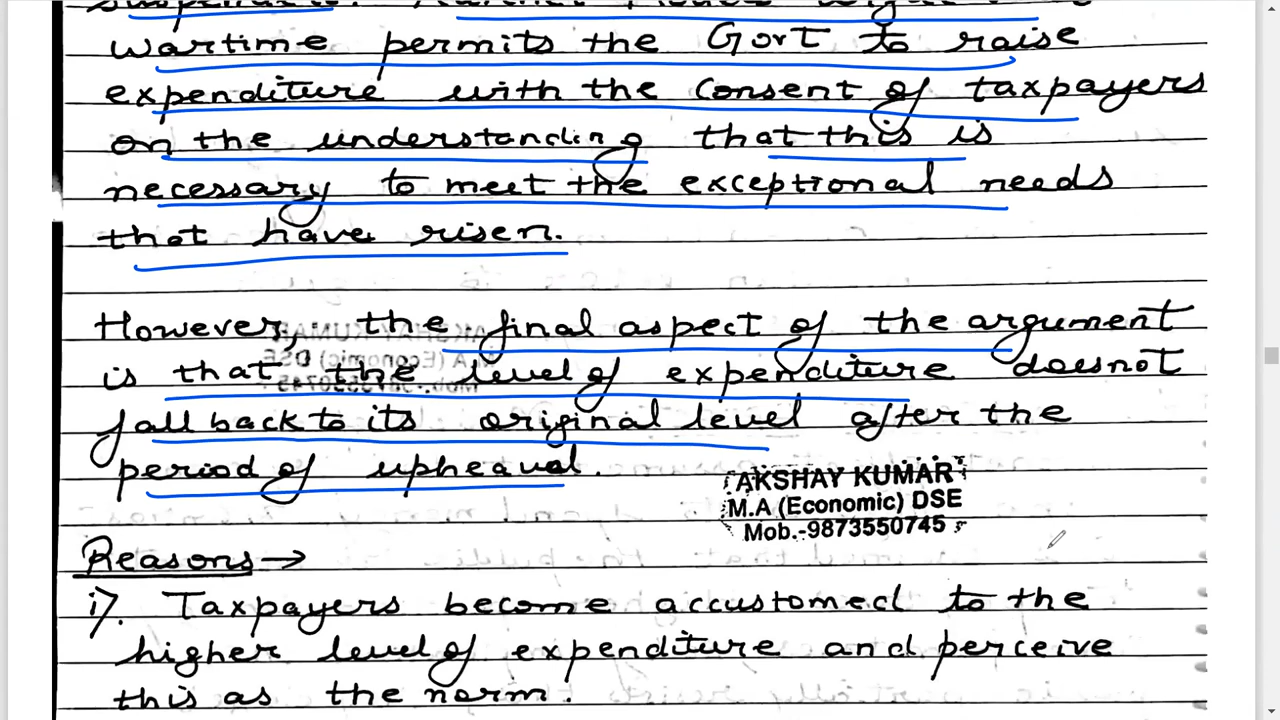 wartime permits the Govt to raise
expenditure with the consent of taxpayers
on the understanding that this is
necessary to meet the exceptional needs
that have risen.
However, the final aspect of the argument
is that the level of expenditure doesnot
fall back to its original level after the
period of upheaval.
AKSHAY KUMAR
M.A (Economic) DSE
Mob.-9873550745
Reasons →
i). Taxpayers become accustomed to the
higher level of expenditure and perceive
this as the norm.